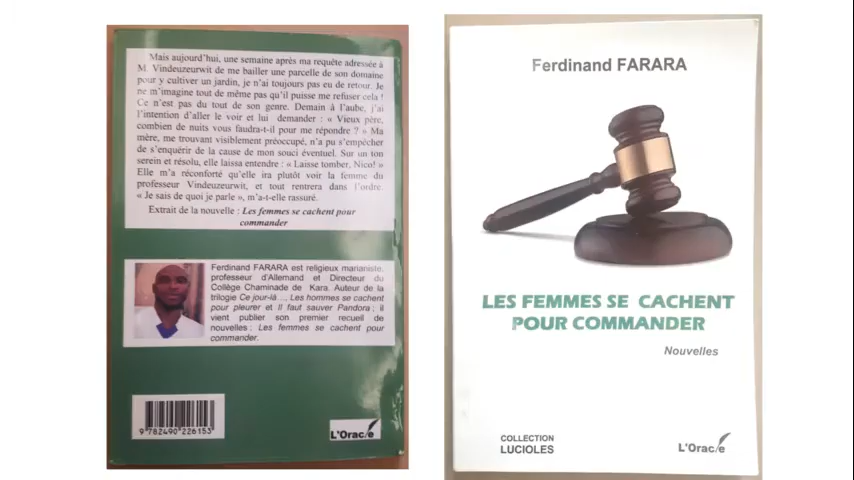 Mais aujourd'hui, une semaine après ma requête adressée à
M. Vindeuzeurwit de me bailler une parcelle de son domaine
pour y cultiver un jardin, je n'ai toujours pas eu de retour. Je
ne m'imagine tout de même pas qu'il puisse me refuser cela !
Ce n'est pas du tout de son genre. Demain à l'aube, j'ai
l'intention d'aller le voir et lui demander : « Vieux père,
combien de nuits vous faudra-t-il pour me répondre ? » Ma
mère, me trouvant visiblement préoccupé, n'a pu s'empêcher
de s'enquérir de la cause de mon souci éventuel. Sur un ton
serein et résolu, elle laissa entendre : « Laisse tomber, Nico! »
Elle m'a réconforté qu'elle ira plutôt voir la femme du
professeur Vindeuzeurwit, et tout rentrera dans l'ordre.
« Je sais de quoi je parle », m'a-t-elle rassuré.
Extrait de la nouvelle : Les femmes se cachent pour
commander
Ferdinand FARARA est religieux marianiste,
professeur d'Allemand et Directeur du
Collège Chaminade de Kara. Auteur de la
trilogie Ce jour-là ..., Les hommes se cachent
pour pleurer et Il faut sauver Pandora ; il
vient publier son premier recueil de
nouvelles : Les femmes se cachent pour
commander.
9 782490 226153
L'Oracle
Ferdinand FARARA
LES FEMMES SE CACHENT
POUR COMMANDER
Nouvelles
COLLECTION
LUCIOLES
L'Oracle